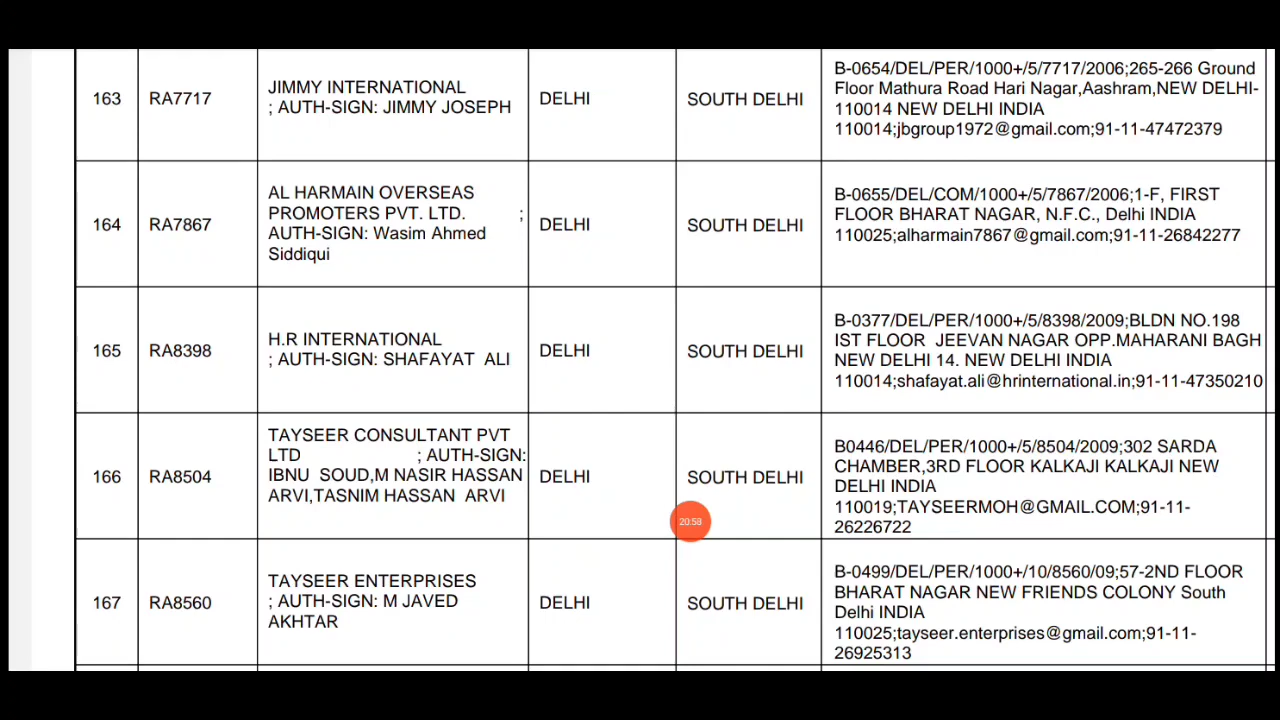 163
RA7717
JIMMY INTERNATIONAL
; AUTH-SIGN: JIMMY JOSEPH
DELHI
SOUTH DELHI
B-0654/DEL/PER/1000+/5/7717/2006;265-266 Ground
Floor Mathura Road Hari Nagar,Aashram,NEW DELHI-
110014 NEW DELHI INDIA
110014;jbgroup1972@gmail.com;91-11-47472379
164
RA7867
AL HARMAIN OVERSEAS
PROMOTERS PVT. LTD. ;
AUTH-SIGN: Wasim Ahmed
Siddiqui
DELHI
SOUTH DELHI
B-0655/DEL/COM/1000+/5/7867/2006;1-F, FIRST
FLOOR BHARAT NAGAR, N.F.C., Delhi INDIA
110025;alharmain7867@gmail.com;91-11-26842277
165
RA8398
H.R INTERNATIONAL
; AUTH-SIGN: SHAFAYAT ALI
DELHI
SOUTH DELHI
B-0377/DEL/PER/1000+/5/8398/2009;BLDN NO.198
IST FLOOR JEEVAN NAGAR OPP.MAHARANI BAGH
NEW DELHI 14. NEW DELHI INDIA
110014;shafayat.ali@hrinternational.in;91-11-47350210
166
RA8504
TAYSEER CONSULTANT PVT
LTD ; AUTH-SIGN:
IBNU SOUD,M NASIR HASSAN
ARVI,TASNIM HASSAN ARVI
DELHI
SOUTH DELHI
B0446/DEL/PER/1000+/5/8504/2009;302 SARDA
CHAMBER,3RD FLOOR KALKAJI KALKAJI NEW
DELHI INDIA
110019;TAYSEERMOH@GMAIL.COM;91-11-
26226722
20:58
167
RA8560
TAYSEER ENTERPRISES
; AUTH-SIGN: M JAVED
AKHTAR
DELHI
SOUTH DELHI
B-0499/DEL/PER/1000+/10/8560/09;57-2ND FLOOR
BHARAT NAGAR NEW FRIENDS COLONY South
Delhi INDIA
110025;tayseer.enterprises@gmail.com;91-11-
26925313